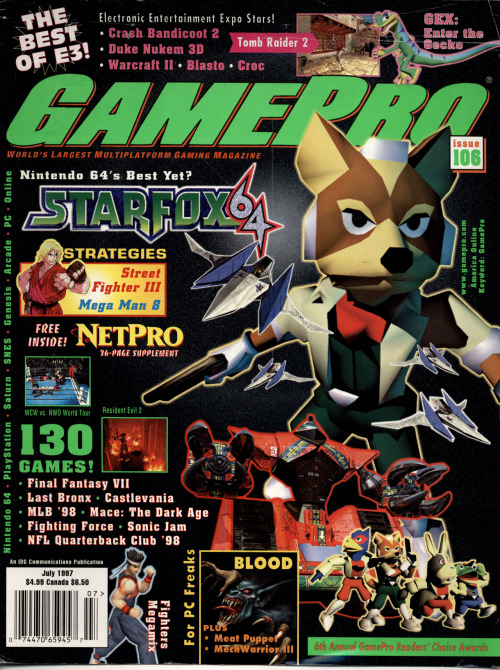 THE
BEST
OF E3!
Electronic Entertainment Expo Stars!
• Crash Bandicoot 2
• Duke Nukem 3D
• Warcraft II • Blasto • Croc
Tomb Raider 2
GEX:
Enter the
Gecko
GAMEPRO®
WORLD'S LARGEST MULTIPLATFORM GAMING MAGAZINE
issue
106
Nintendo 64's Best Yet?
STARFOX 64
STRATEGIES
Street
Fighter III
Mega Man 8
FREE
INSIDE!
NETPRO
36-PAGE SUPPLEMENT
WCW vs. NWO World Tour
Resident Evil 2
130
GAMES!
• Final Fantasy VII
• Last Bronx • Castlevania
• MLB '98 • Mace: The Dark Age
• Fighting Force • Sonic Jam
• NFL Quarterback Club '98
Nintendo 64 • PlayStation • Saturn • SNES • Genesis • Arcade • PC • Online
www.gamepro.com
America Online
Keyword: GamePro
An IDG Communications Publication
July 1997
$4.99 Canada $6.50
07>
0 74470 65945 7
Fighters
Megamix
For PC Freaks
BLOOD
PLUS
• Meat Puppet
• MechWarrior III
6th Annual GamePro Readers' Choice Awards